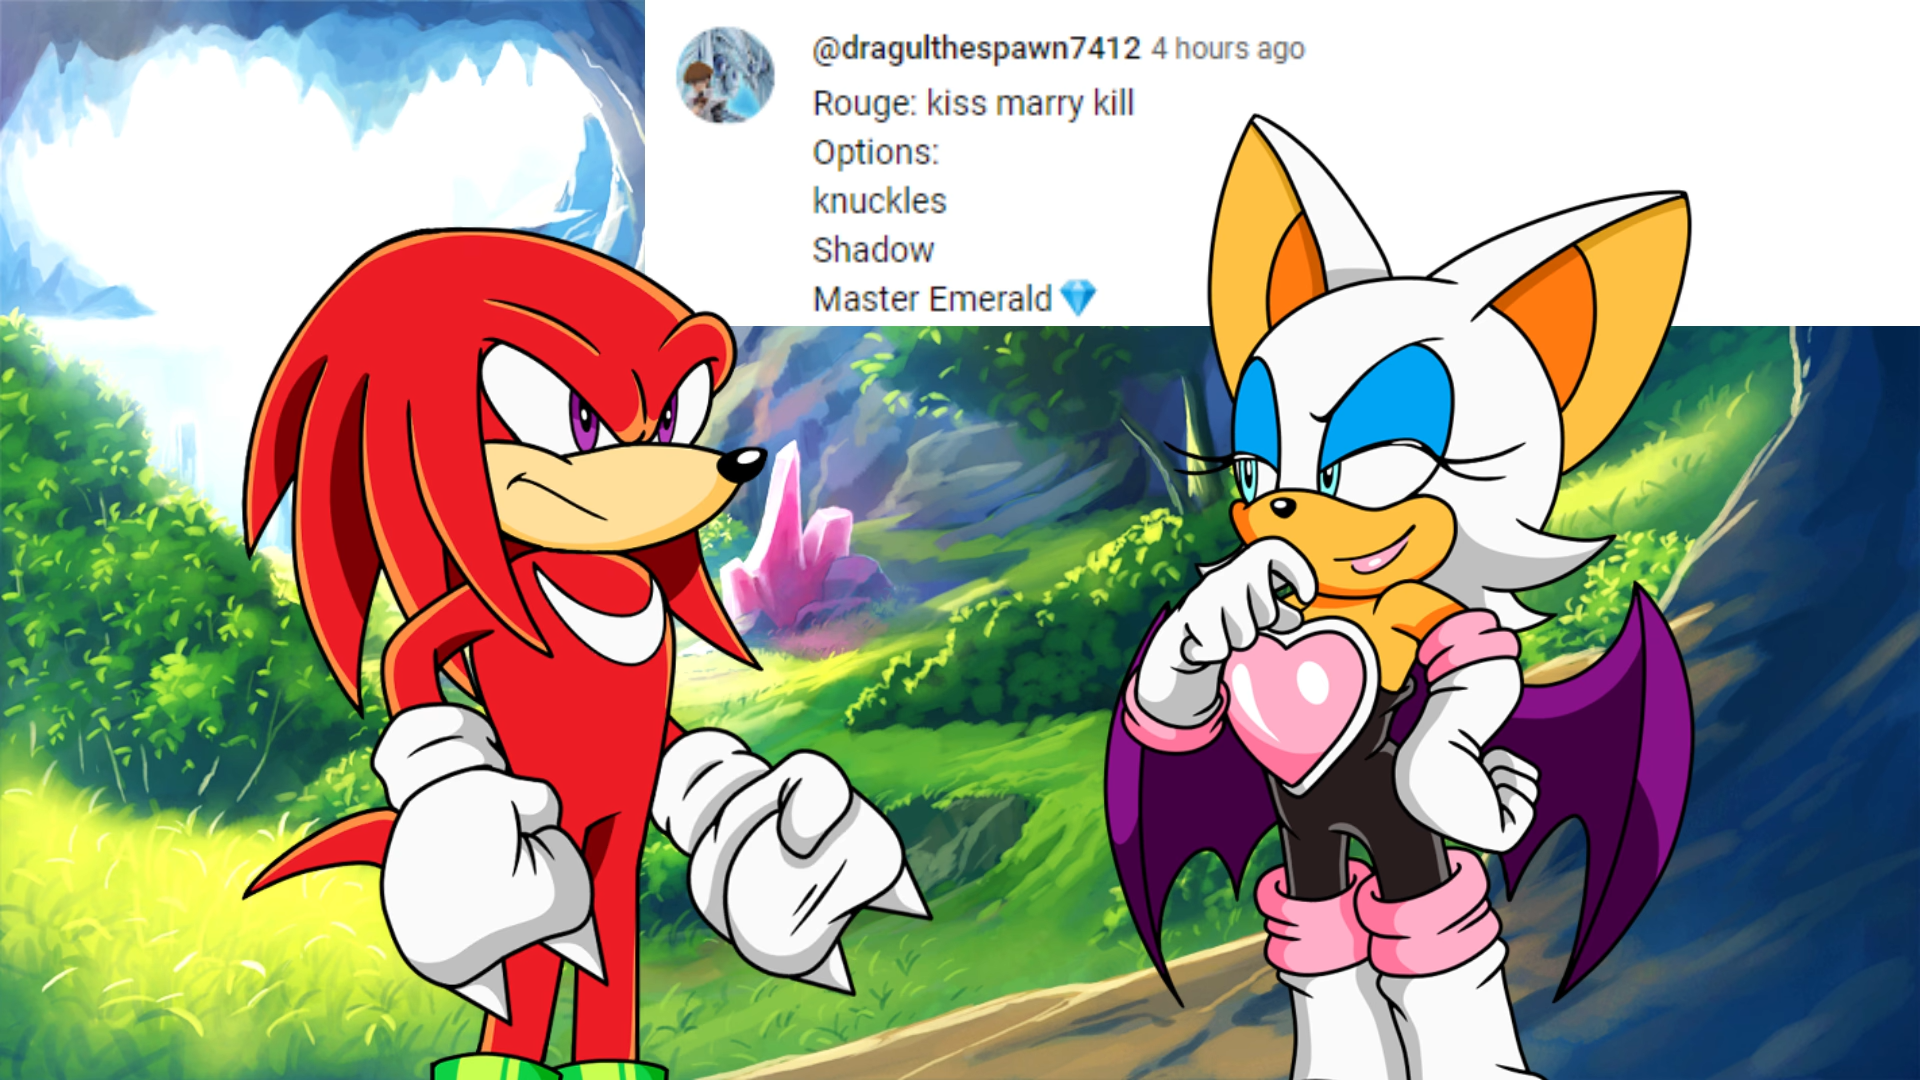 @dragulthespawn7412 4 hours ago
Rouge: kiss marry kill
Options:
knuckles
Shadow
Master Emerald 💎